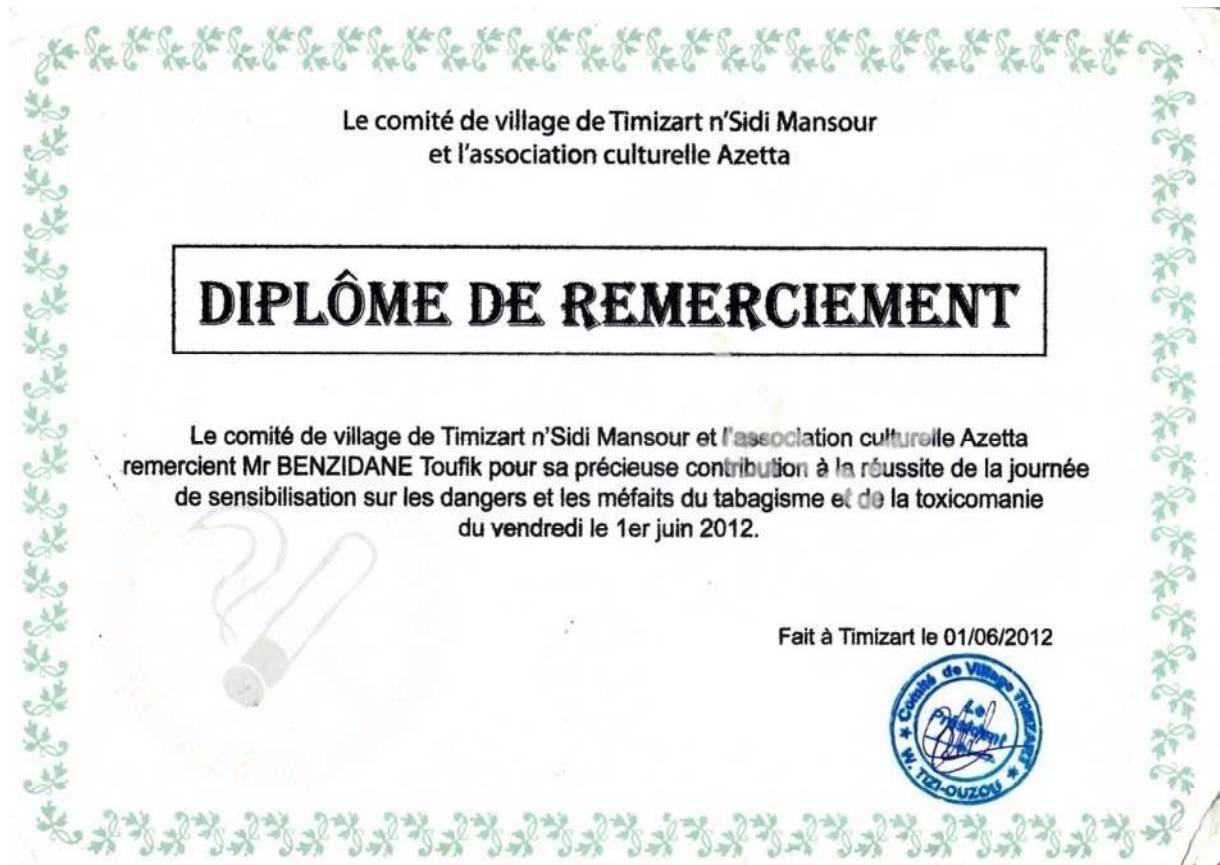 Le comité de village de Timizart n'Sidi Mansour
et l'association culturelle Azetta
DIPLÔME DE REMERCIEMENT
Le comité de village de Timizart n'Sidi Mansour et l'association culturelle Azetta
remercient Mr BENZIDANE Toufik pour sa précieuse contribution à la réussite de la journée
de sensibilisation sur les dangers et les méfaits du tabagisme et de la toxicomanie
du vendredi le 1er juin 2012.
Fait à Timizart le 01/06/2012
Comité de Village TIMIZART
Le
Président
W. TIZI-OUZOU